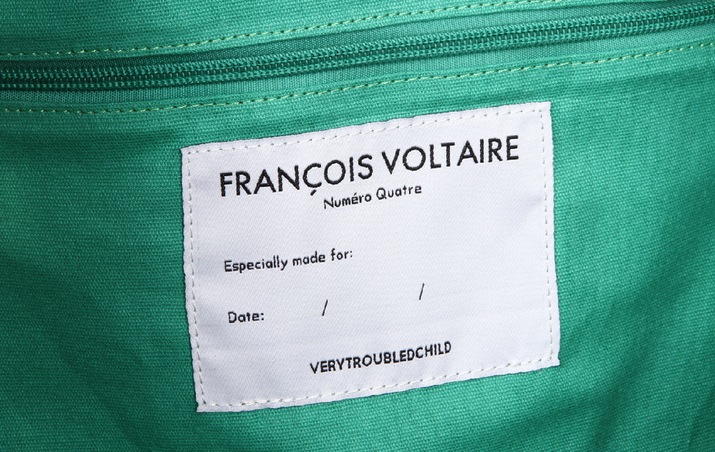 FRANÇOIS VOLTAIRE
Numéro Quatre
Especially made for:
Date: / /
VERYTROUBLEDCHILD